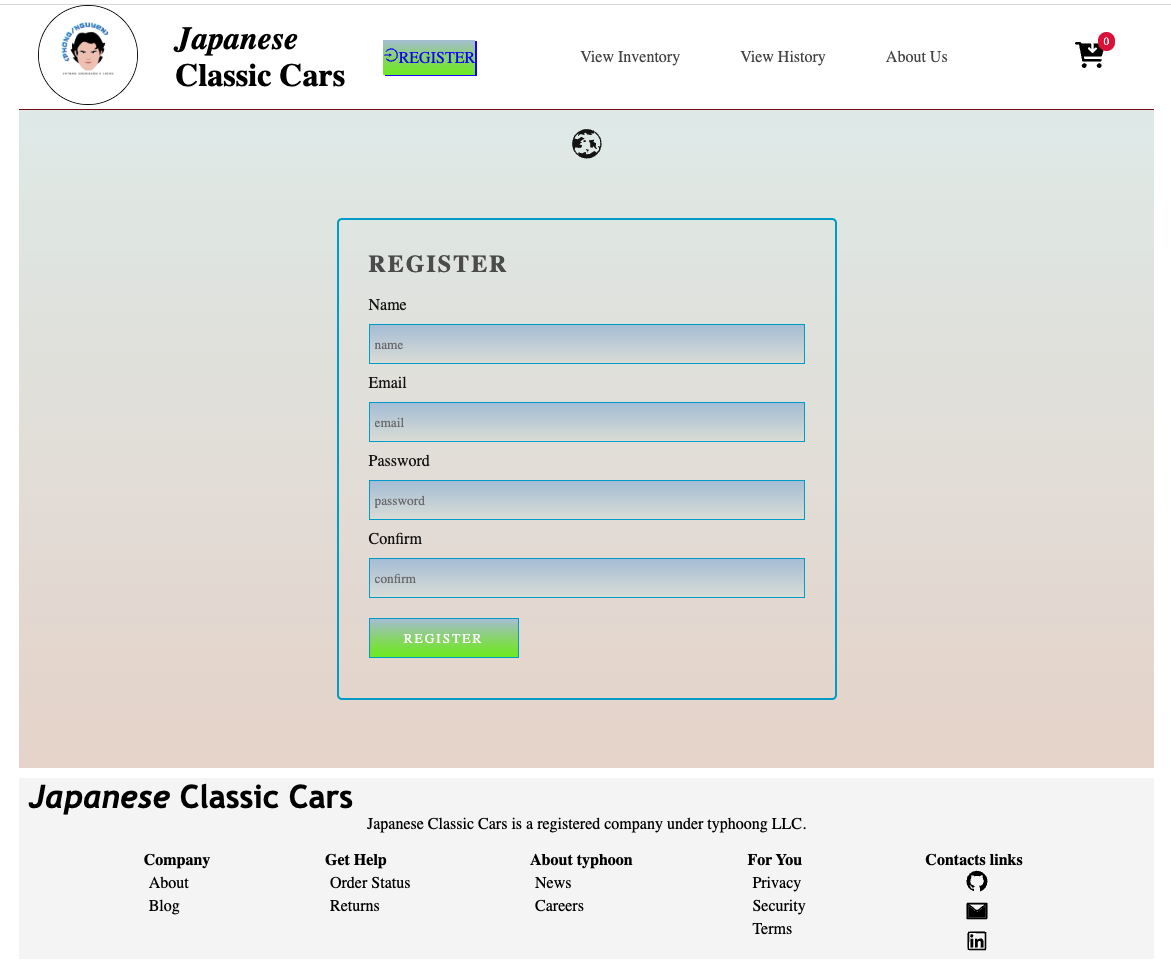 <PHONG/NGUYEN>
Japanese
Classic Cars
REGISTER
View Inventory
View History
About Us
0
REGISTER
Name
name
Email
email
Password
password
Confirm
confirm
REGISTER
Japanese Classic Cars
Japanese Classic Cars is a registered company under typhoong LLC.
Company
About
Blog
Get Help
Order Status
Returns
About typhoon
News
Careers
For You
Privacy
Security
Terms
Contacts links
in